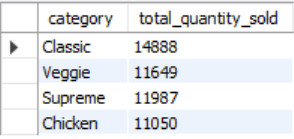 category total_quantity_sold
Classic 14888
Veggie 11649
Supreme 11987
Chicken 11050